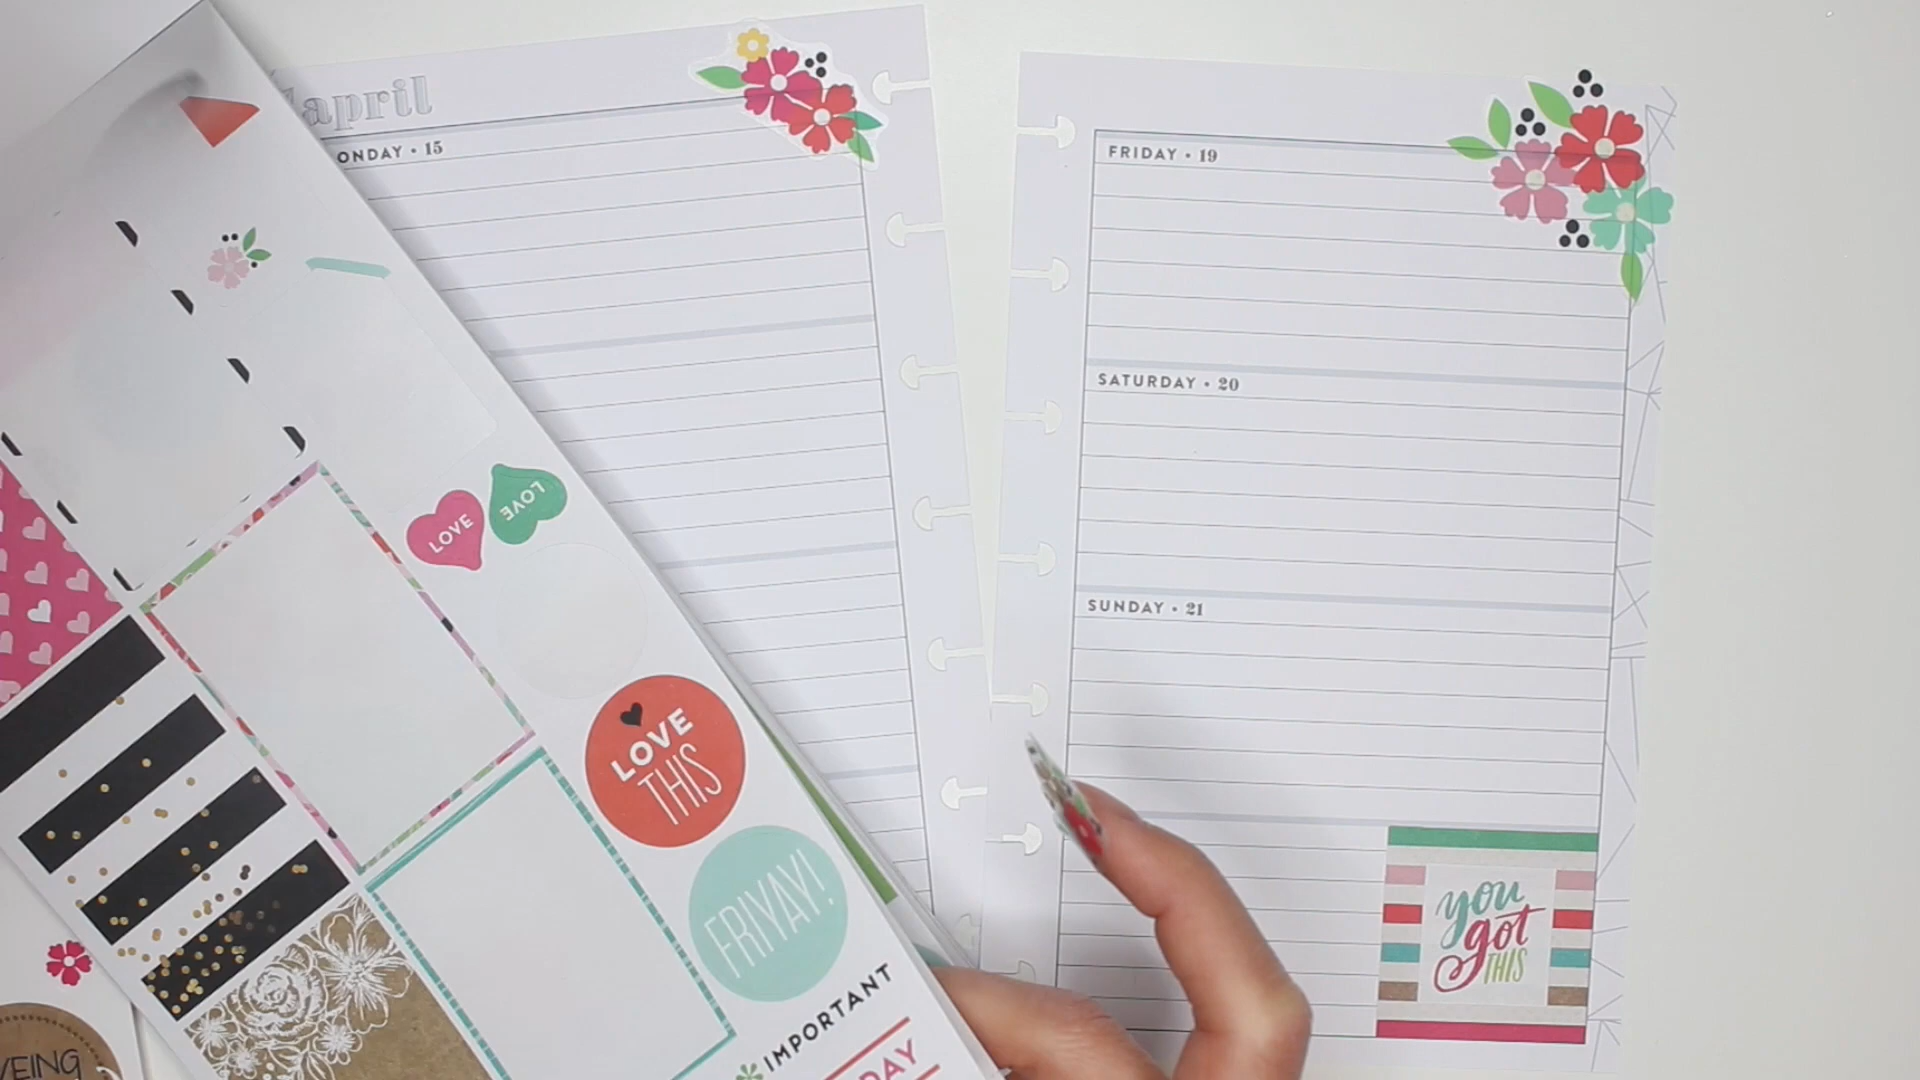 april
ONDAY • 15
FRIDAY • 19
SATURDAY • 20
SUNDAY • 21
you
got
THIS
LOVE
LOVE
LOVE
THIS
FRIYAY!
IMPORTANT
DAY
EING